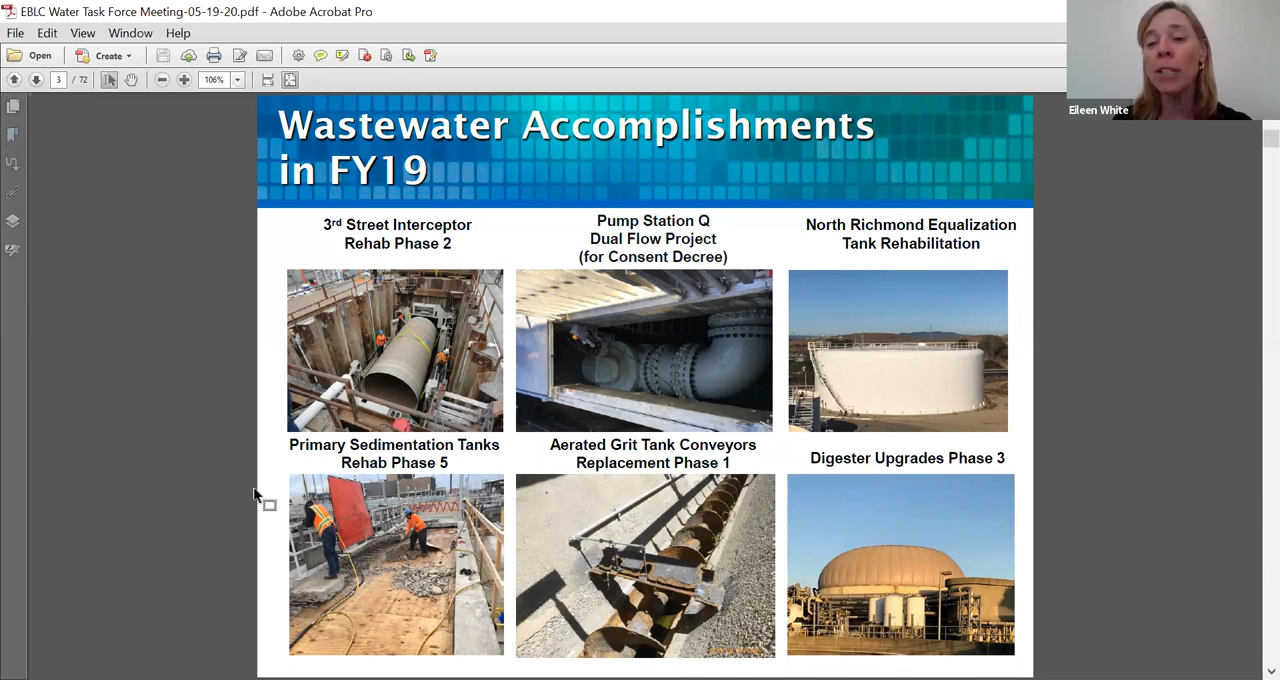 EBLC Water Task Force Meeting-05-19-20.pdf - Adobe Acrobat Pro
File Edit View Window Help
Open Create
3 / 72 106%
Eileen White
Wastewater Accomplishments
in FY19
3rd Street Interceptor
Rehab Phase 2
Pump Station Q
Dual Flow Project
(for Consent Decree)
North Richmond Equalization
Tank Rehabilitation
Primary Sedimentation Tanks
Rehab Phase 5
Aerated Grit Tank Conveyors
Replacement Phase 1
Digester Upgrades Phase 3